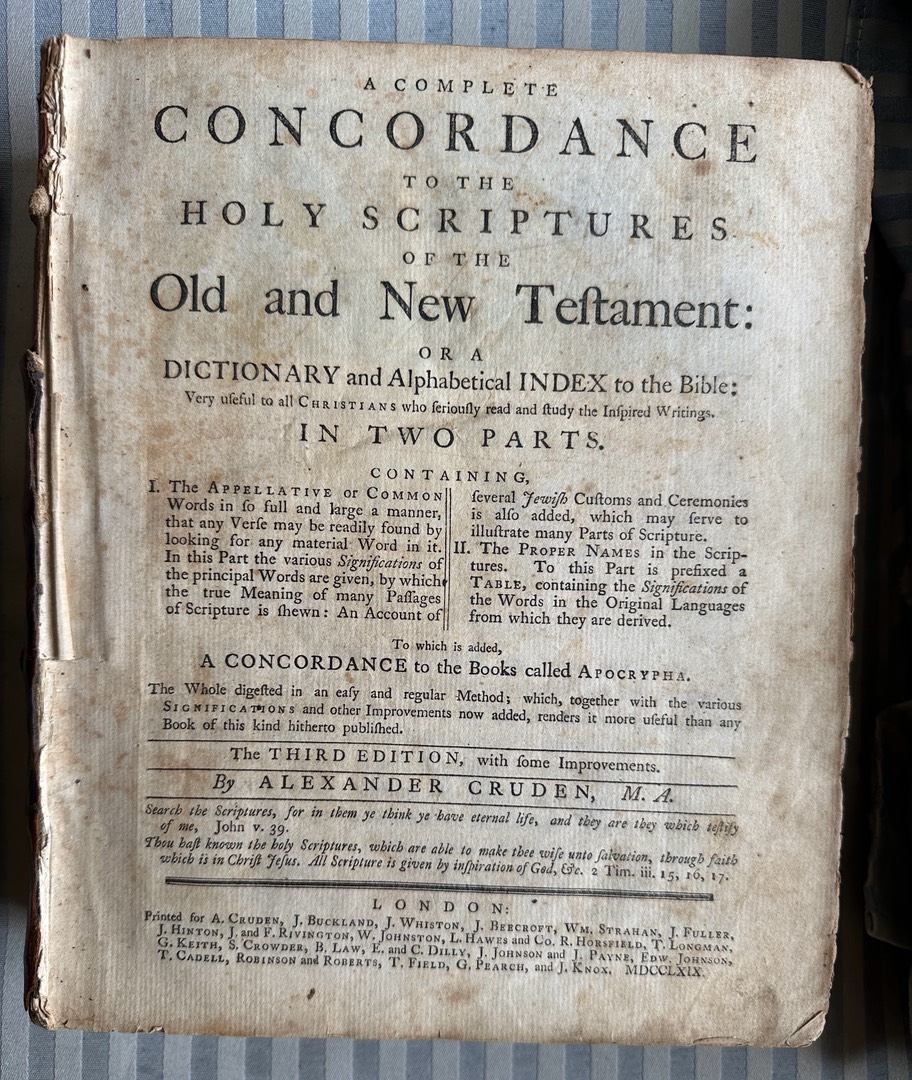 A COMPLETE
CONCORDANCE
TO THE
HOLY SCRIPTURES
OF THE
Old and New Teſtament:
OR A
DICTIONARY and Alphabetical INDEX to the Bible:
Very uſeful to all CHRISTIANS who ſeriouſly read and ſtudy the Inſpired Writings.
IN TWO PARTS.
CONTAINING,
I. The APPELLATIVE or COMMON
Words in ſo full and large a manner,
that any Verſe may be readily found by
looking for any material Word in it.
In this Part the various Significations of
the principal Words are given, by which
the true Meaning of many Paſſages
of Scripture is ſhewn: An Account of
ſeveral Jewiſh Cuſtoms and Ceremonies
is alſo added, which may ſerve to
illuſtrate many Parts of Scripture.
II. The PROPER NAMES in the Scrip-
tures. To this Part is prefixed a
TABLE, containing the Significations of
the Words in the Original Languages
from which they are derived.
To which is added,
A CONCORDANCE to the Books called APOCRYPHA.
The Whole digeſted in an eaſy and regular Method; which, together with the various
SIGNIFICATIONS and other Improvements now added, renders it more uſeful than any
Book of this kind hitherto publiſhed.
The THIRD EDITION, with ſome Improvements.
By ALEXANDER CRUDEN, M. A.
Search the Scriptures, for in them ye think ye have eternal life, and they are they which teſtify
of me, John v. 39.
Thou haſt known the holy Scriptures, which are able to make thee wiſe unto ſalvation, through faith
which is in Chriſt Jeſus. All Scripture is given by inſpiration of God, &c. 2 Tim. iii. 15, 16, 17.
LONDON:
Printed for A. CRUDEN, J. BUCKLAND, J. WHISTON, J. BEECROFT, WM. STRAHAN, J. FULLER,
J. HINTON, J. and F. RIVINGTON, W. JOHNSTON, L. HAWES and Co. R. HORSFIELD, T. LONGMAN,
G. KEITH, S. CROWDER, B. LAW, E. and C. DILLY, J. JOHNSON and J. PAYNE, EDW. JOHNSON,
T. CADELL, ROBINSON and ROBERTS, T. FIELD, G. PEARCH, and J. KNOX. MDCCLXIX.